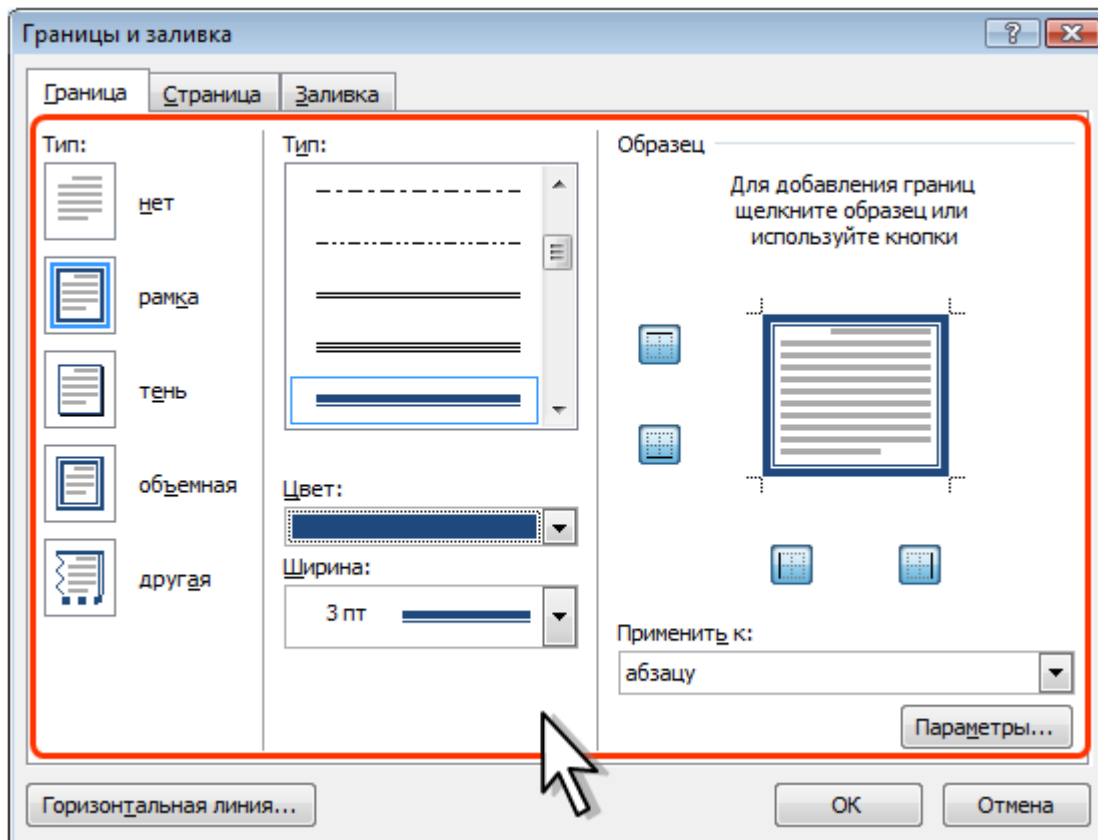 Границы и заливка
Граница
Страница
Заливка
Тип:
нет
рамка
тень
объемная
другая
Тип:
Цвет:
Ширина:
3 пт
Образец
Для добавления границ
щелкните образец или
используйте кнопки
Применить к:
абзацу
Параметры...
Горизонтальная линия...
ОК
Отмена